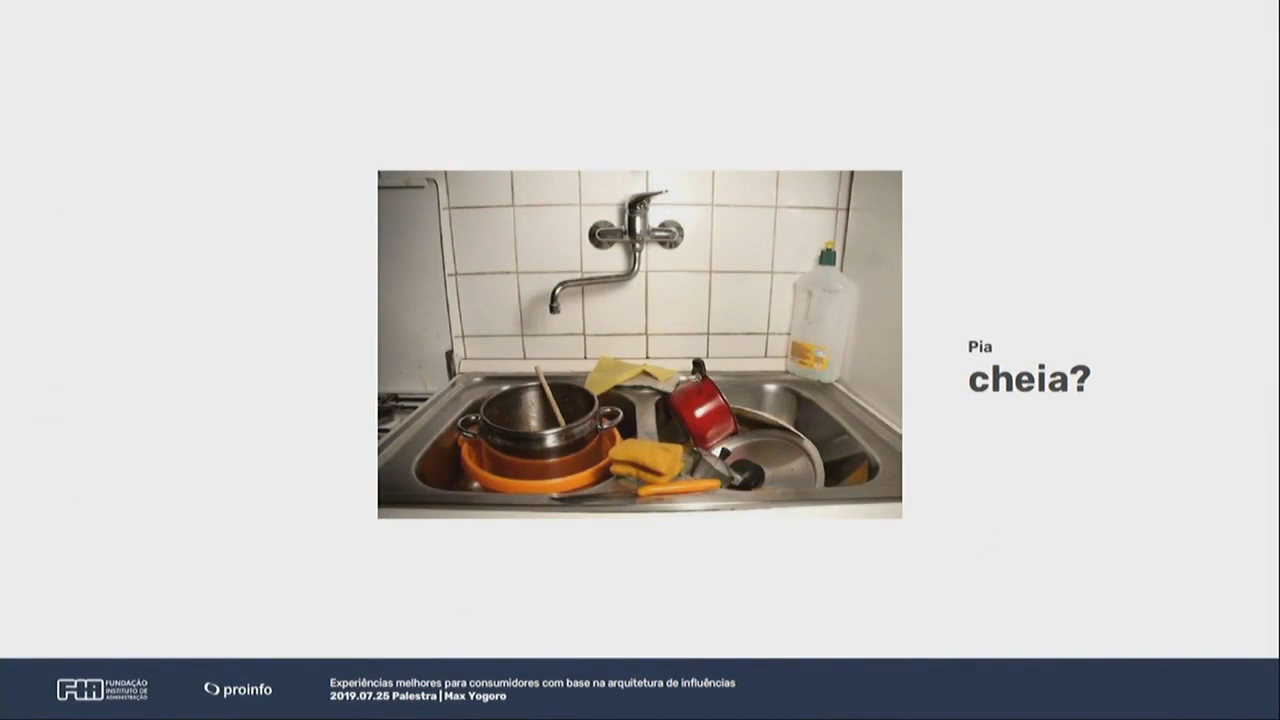 Pia
cheia?
FIA FUNDAÇÃO
INSTITUTO DE
ADMINISTRAÇÃO
proinfo
Experiências melhores para consumidores com base na arquitetura de influências
2019.07.25 Palestra | Max Yogoro